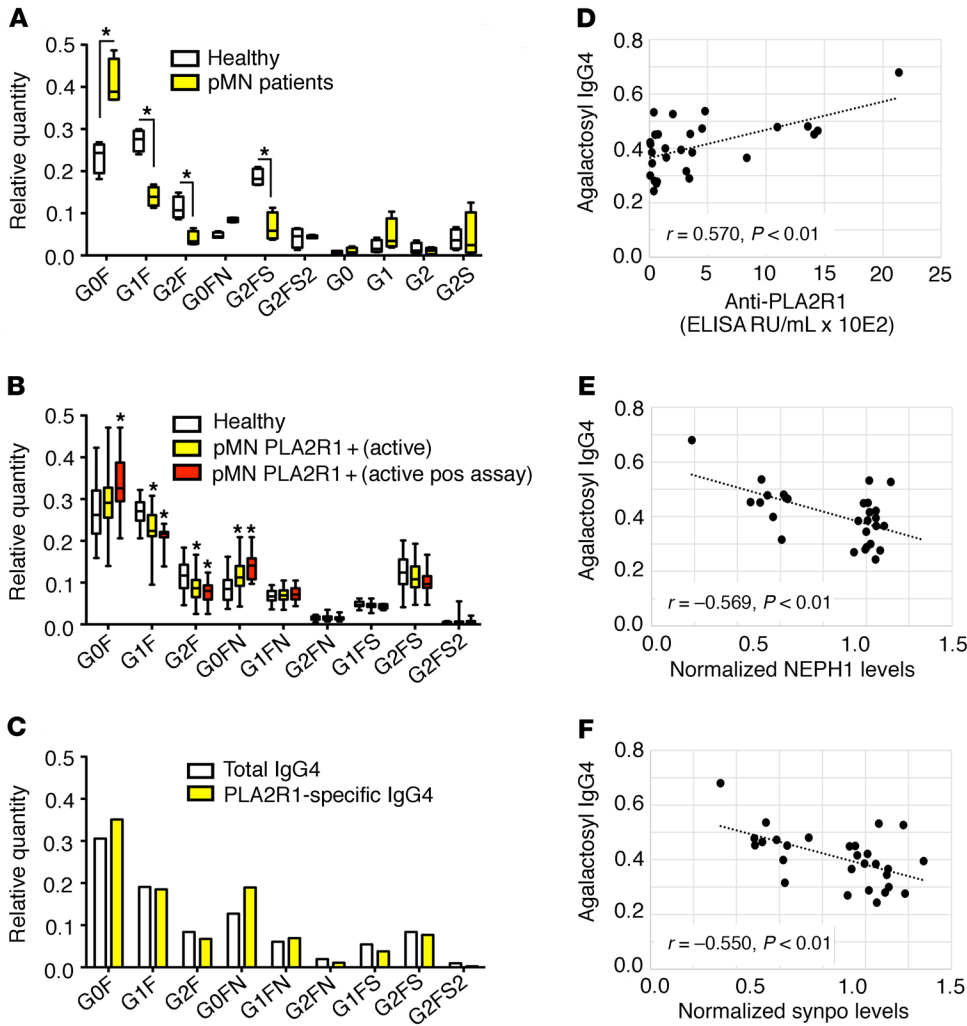 A
Relative quantity
0.5
0.4
0.3
0.2
0.1
0.0
*
*
*
*
Healthy
pMN patients
G0F
G1F
G2F
G0FN
G2FS
G2FS2
G0
G1
G2
G2S
B
Relative quantity
0.5
0.4
0.3
0.2
0.1
0.0
*
*
*
*
*
*
*
Healthy
pMN PLA2R1 + (active)
pMN PLA2R1 + (active pos assay)
G0F
G1F
G2F
G0FN
G1FN
G2FN
G1FS
G2FS
G2FS2
C
Relative quantity
0.5
0.4
0.3
0.2
0.1
0.0
Total IgG4
PLA2R1-specific IgG4
G0F
G1F
G2F
G0FN
G1FN
G2FN
G1FS
G2FS
G2FS2
D
Agalactosyl IgG4
0.8
0.6
0.4
0.2
0.0
r = 0.570, P < 0.01
0 5 10 15 20 25
Anti-PLA2R1
(ELISA RU/mL x 10E2)
E
Agalactosyl IgG4
0.8
0.6
0.4
0.2
0.0
r = –0.569, P < 0.01
0.0 0.5 1.0 1.5
Normalized NEPH1 levels
F
Agalactosyl IgG4
0.8
0.6
0.4
0.2
0.0
r = –0.550, P < 0.01
0.0 0.5 1.0 1.5
Normalized synpo levels